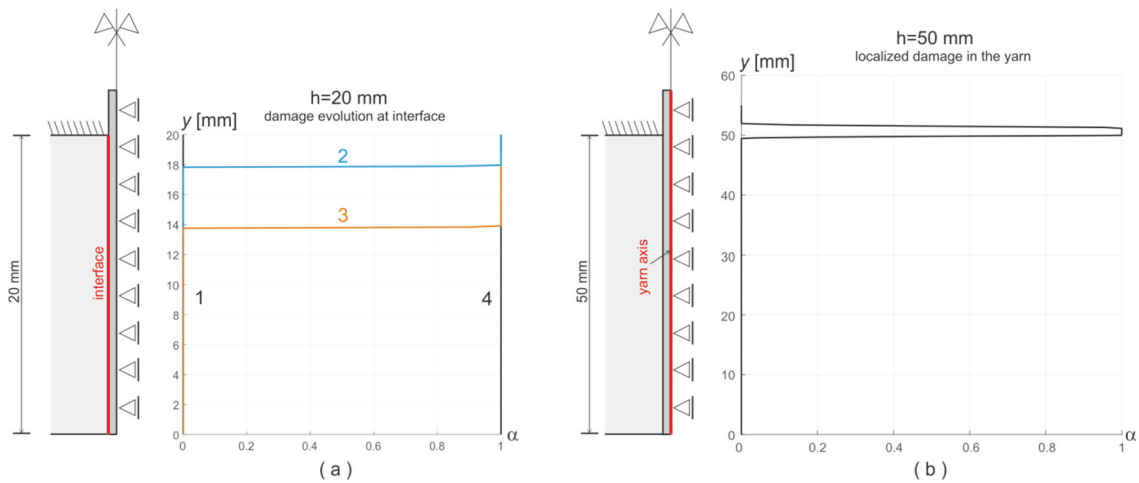 h=20 mm
damage evolution at interface
y [mm]
20
18
16
14
12
10
8
6
4
2
0
0
0.2
0.4
0.6
0.8
1
α
1
2
3
4
20 mm
interface
( a )
h=50 mm
localized damage in the yarn
y [mm]
60
50
40
30
20
10
0
0.2
0.4
0.6
0.8
1
α
50 mm
yarn axis
( b )